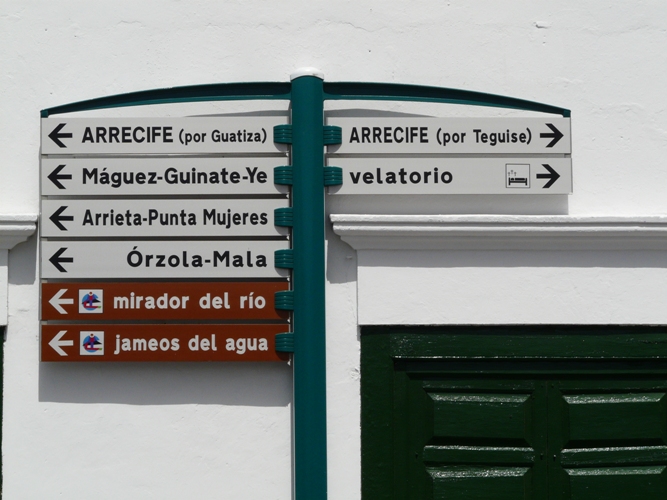 ARRECIFE (por Guatiza)
Máguez-Guinate-Ye
Arrieta-Punta Mujeres
Órzola-Mala
mirador del río
jameos del agua
ARRECIFE (por Teguise)
velatorio